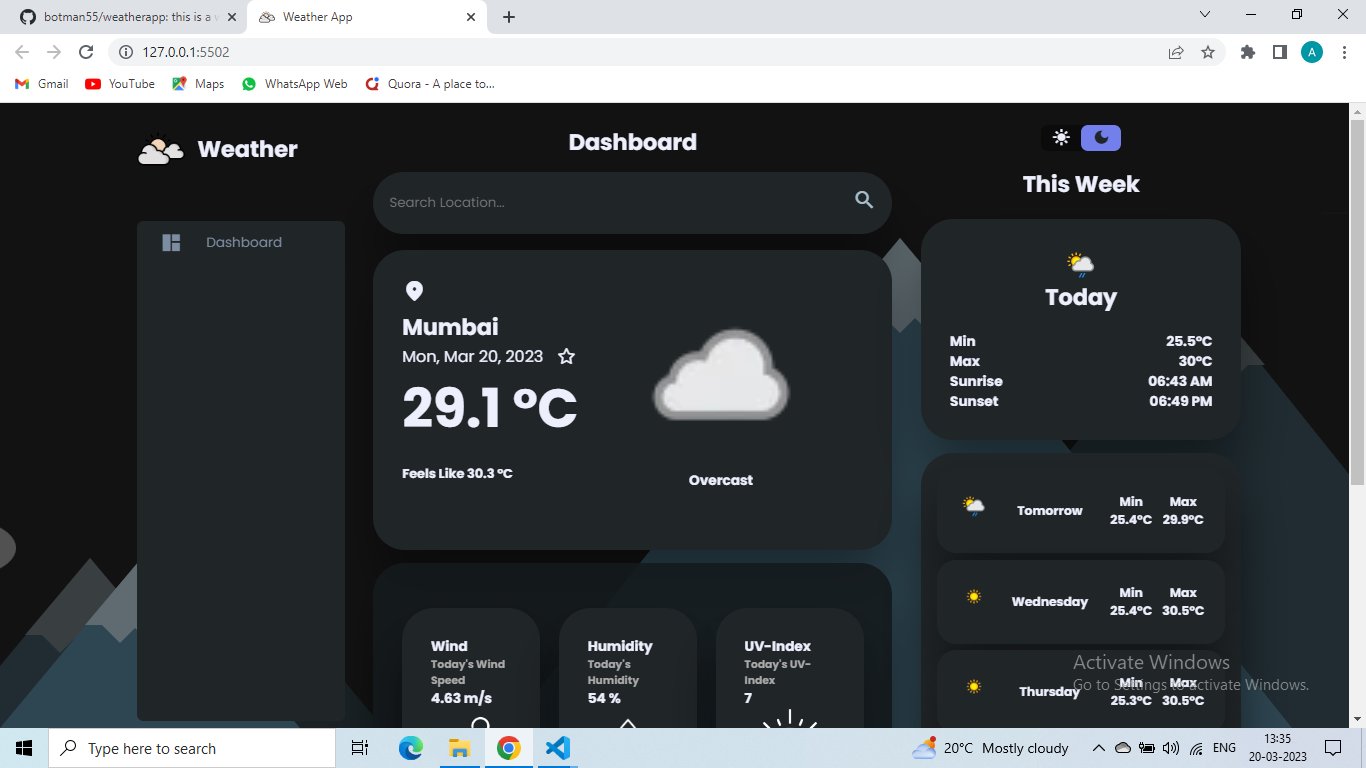 botman55/weatherapp: this is a w
Weather App
127.0.0.1:5502
A
Gmail
YouTube
Maps
WhatsApp Web
Quora - A place to...
Weather
Dashboard
Dashboard
Search Location...
Mumbai
Mon, Mar 20, 2023
29.1 °C
Feels Like 30.3 °C
Overcast
Wind
Today's Wind
Speed
4.63 m/s
Humidity
Today's
Humidity
54 %
UV-Index
Today's UV-
Index
7
This Week
Today
Min 25.5°C
Max 30°C
Sunrise 06:43 AM
Sunset 06:49 PM
Tomorrow
Min Max
25.4°C 29.9°C
Wednesday
Min Max
25.4°C 30.5°C
Thursday
Min Max
25.3°C 30.5°C
Activate Windows
Go to Settings to activate Windows.
Type here to search
20°C Mostly cloudy
ENG
13:35
20-03-2023